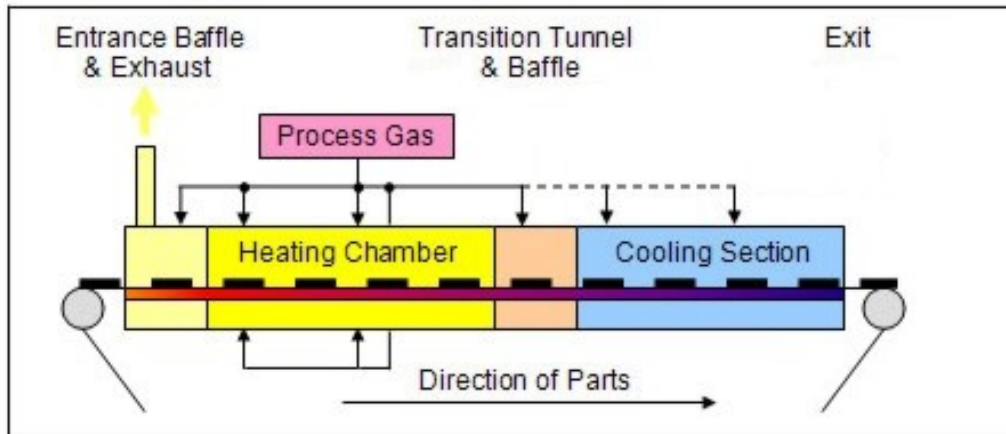 Entrance Baffle
& Exhaust
Transition Tunnel
& Baffle
Exit
Process Gas
Heating Chamber
Cooling Section
Direction of Parts